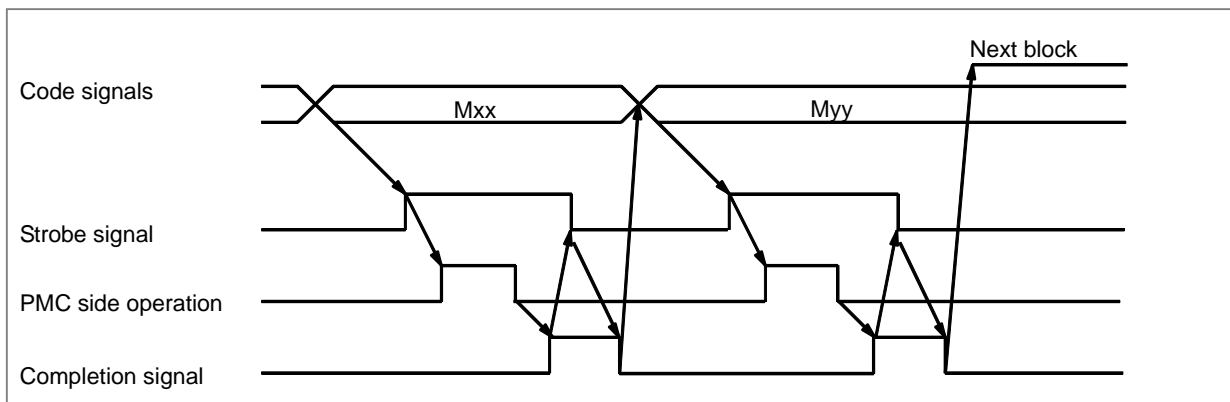 Next block
Code signals
Mxx
Myy
Strobe signal
PMC side operation
Completion signal